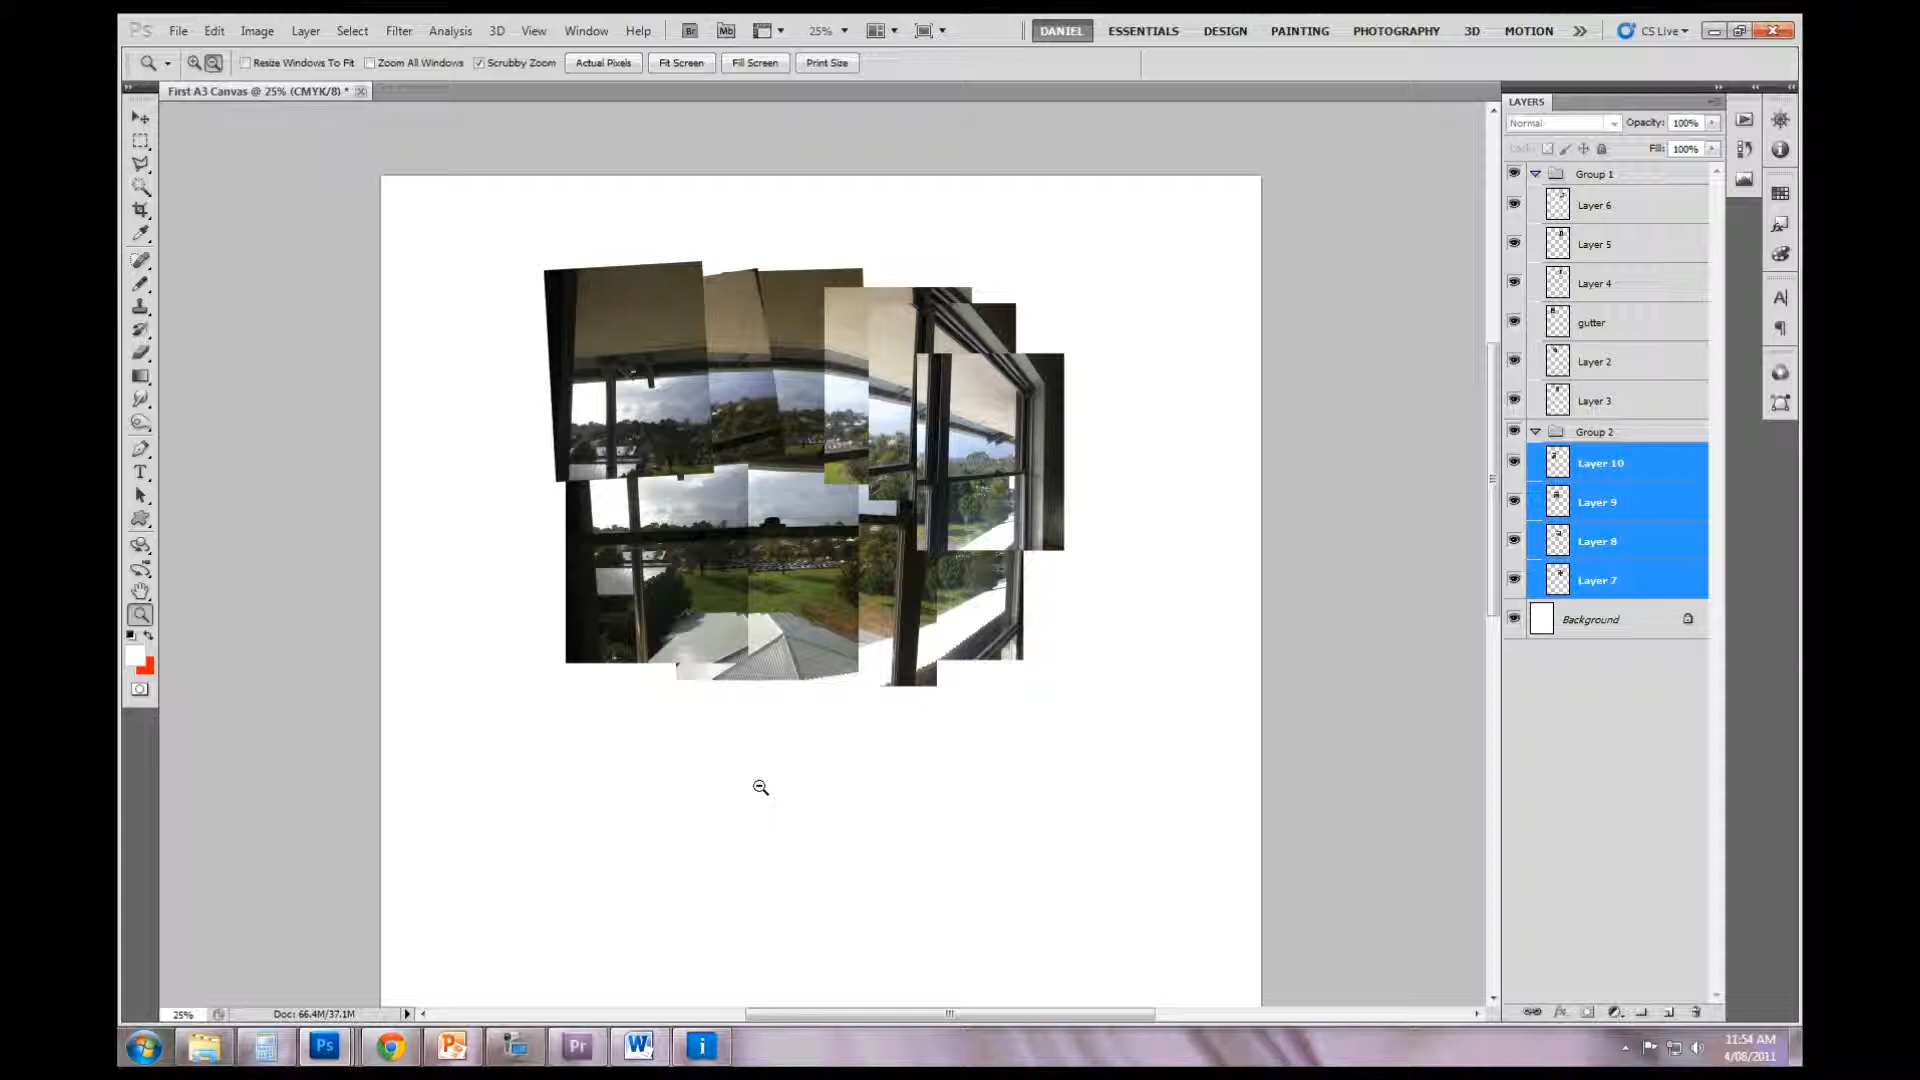 Ps File Edit Image Layer Select Filter Analysis 3D View Window Help Br Mb 25% DANIEL ESSENTIALS DESIGN PAINTING PHOTOGRAPHY 3D MOTION CS Live
Resize Windows To Fit Zoom All Windows Scrubby Zoom Actual Pixels Fit Screen Fill Screen Print Size
First A3 Canvas @ 25% (CMYK/8) *
LAYERS
Normal Opacity: 100%
Lock: Fill: 100%
Group 1
Layer 6
Layer 5
Layer 4
gutter
Layer 2
Layer 3
Group 2
Layer 10
Layer 9
Layer 8
Layer 7
Background
25% Doc: 66.4M/37.1M
Ps Pr W
11:54 AM
4/08/2011